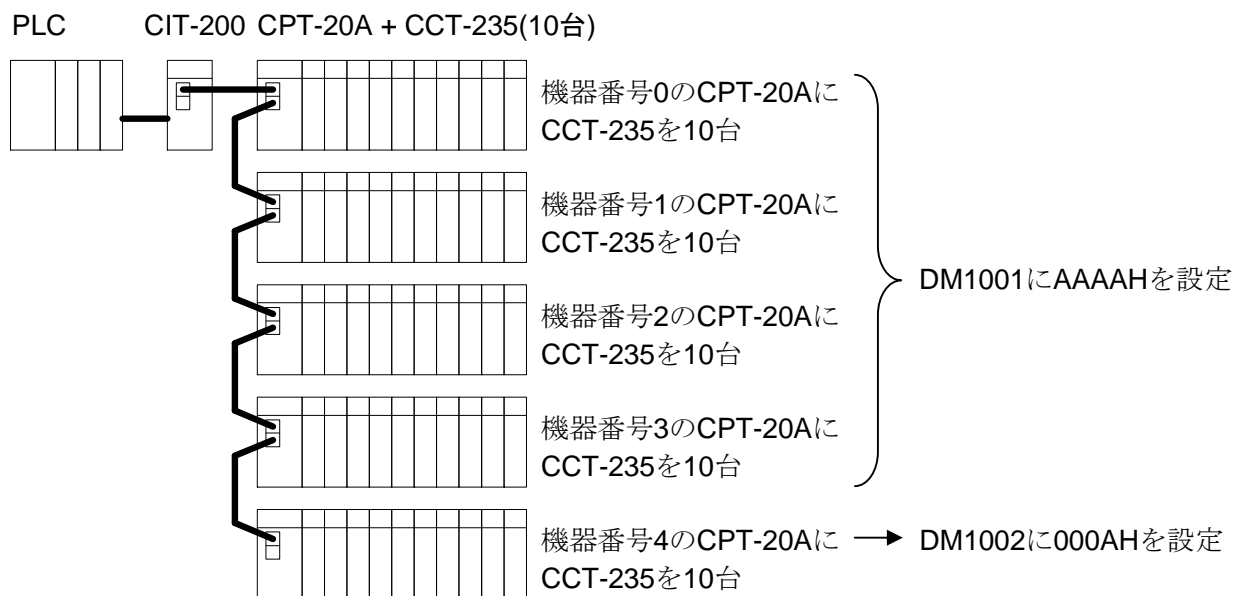 PLC CIT-200 CPT-20A + CCT-235(10台)
機器番号0のCPT-20Aに
CCT-235を10台
機器番号1のCPT-20Aに
CCT-235を10台
DM1001にAAAAHを設定
機器番号2のCPT-20Aに
CCT-235を10台
機器番号3のCPT-20Aに
CCT-235を10台
機器番号4のCPT-20Aに
DM1002に000AHを設定
CCT-235を10台